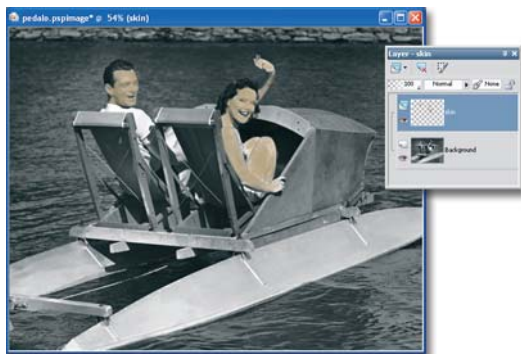 pedalo.pspimage* @ 54% (skin)
Layer - skin
100
Normal
None
skin
Background